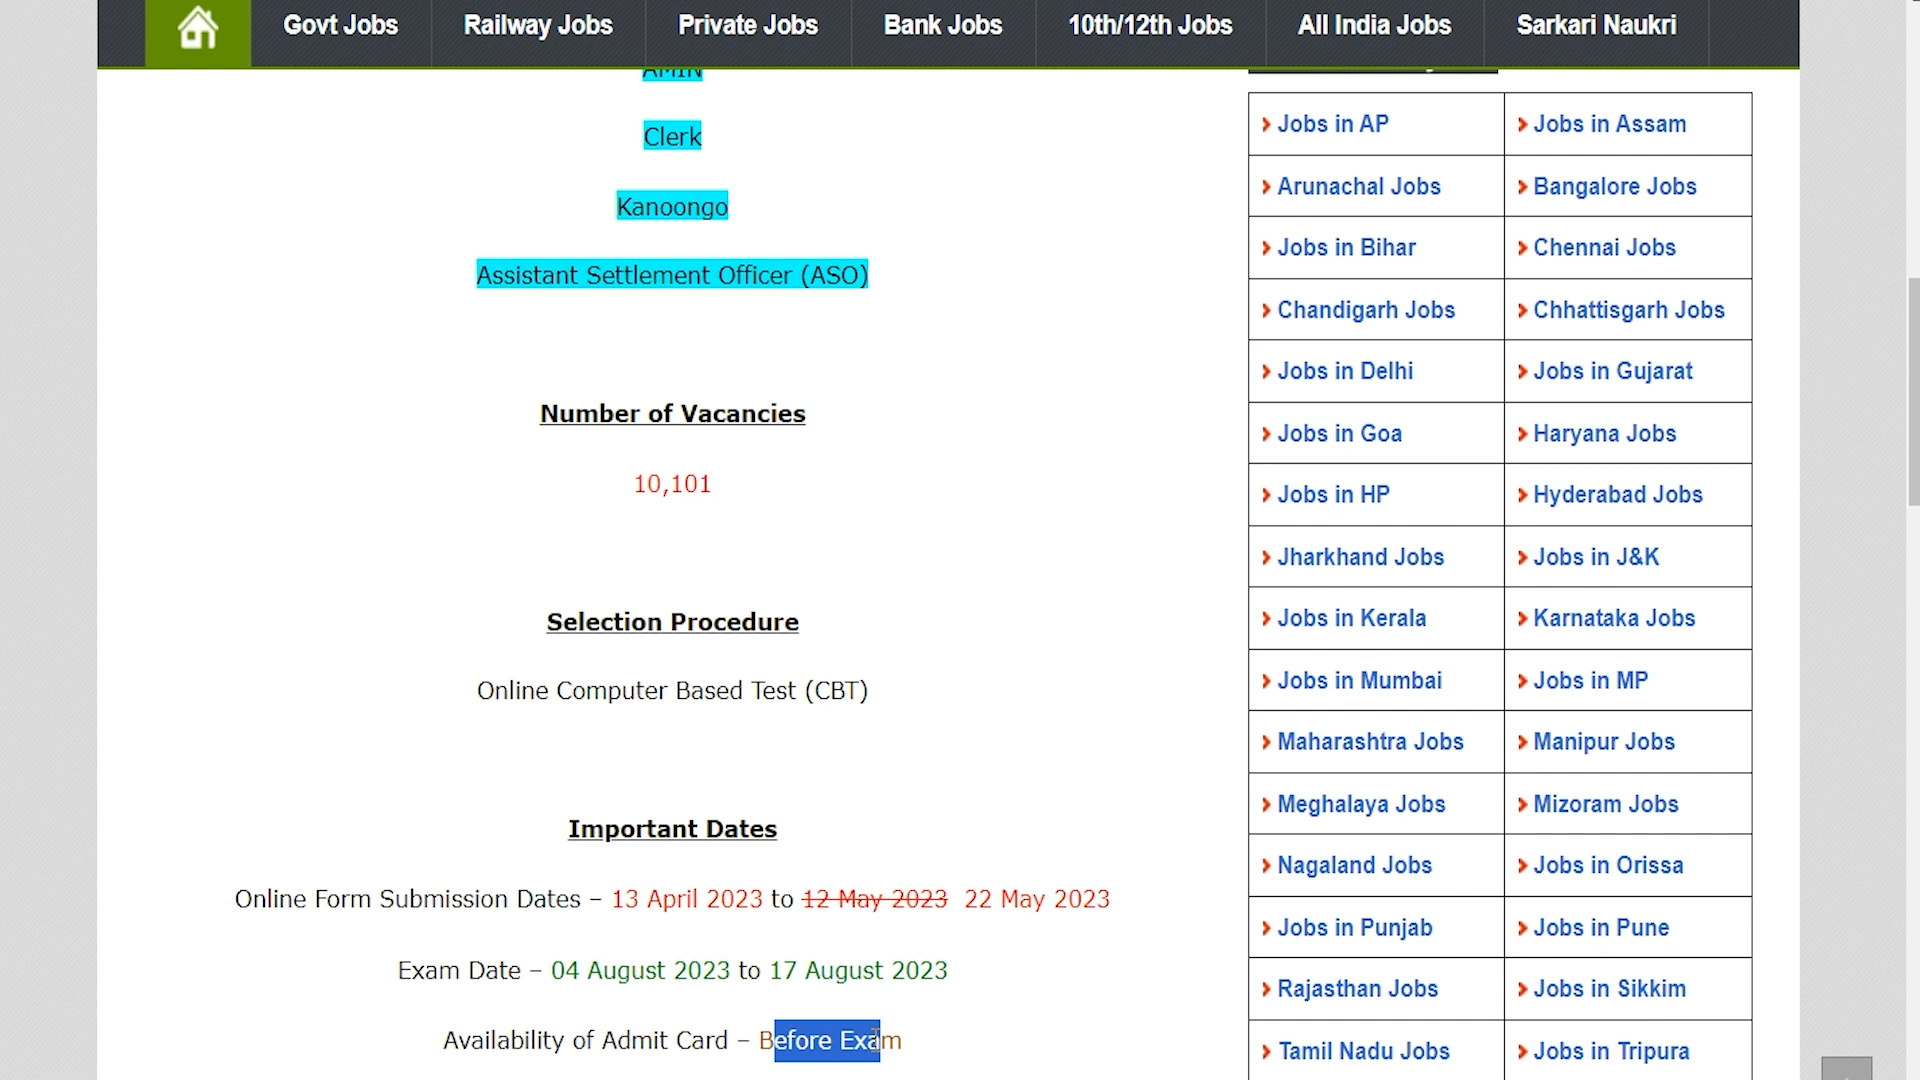 Govt Jobs Railway Jobs Private Jobs Bank Jobs 10th/12th Jobs All India Jobs Sarkari Naukri
AMIN
Clerk
Kanoongo
Assistant Settlement Officer (ASO)
Number of Vacancies
10,101
Selection Procedure
Online Computer Based Test (CBT)
Important Dates
Online Form Submission Dates – 13 April 2023 to 12 May 2023 22 May 2023
Exam Date – 04 August 2023 to 17 August 2023
Availability of Admit Card – Before Exam
Jobs in AP Jobs in Assam
Arunachal Jobs Bangalore Jobs
Jobs in Bihar Chennai Jobs
Chandigarh Jobs Chhattisgarh Jobs
Jobs in Delhi Jobs in Gujarat
Jobs in Goa Haryana Jobs
Jobs in HP Hyderabad Jobs
Jharkhand Jobs Jobs in J&K
Jobs in Kerala Karnataka Jobs
Jobs in Mumbai Jobs in MP
Maharashtra Jobs Manipur Jobs
Meghalaya Jobs Mizoram Jobs
Nagaland Jobs Jobs in Orissa
Jobs in Punjab Jobs in Pune
Rajasthan Jobs Jobs in Sikkim
Tamil Nadu Jobs Jobs in Tripura